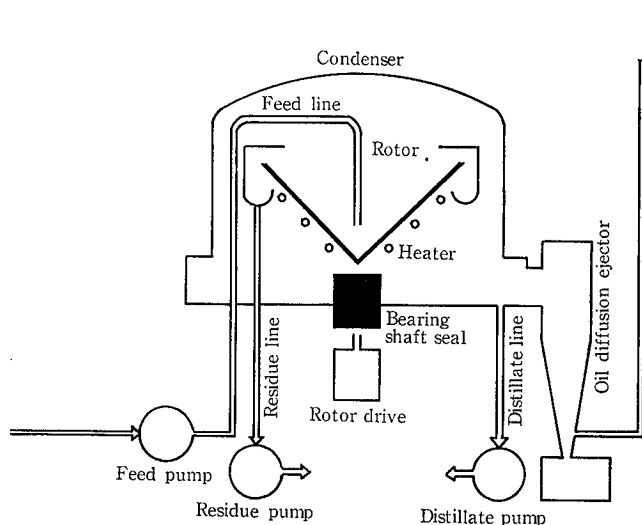 Condenser
Feed line
Rotor
Heater
Bearing
shaft seal
Oil diffusion ejector
Residue line
Distillate line
Rotor drive
Feed pump
Residue pump
Distillate pump